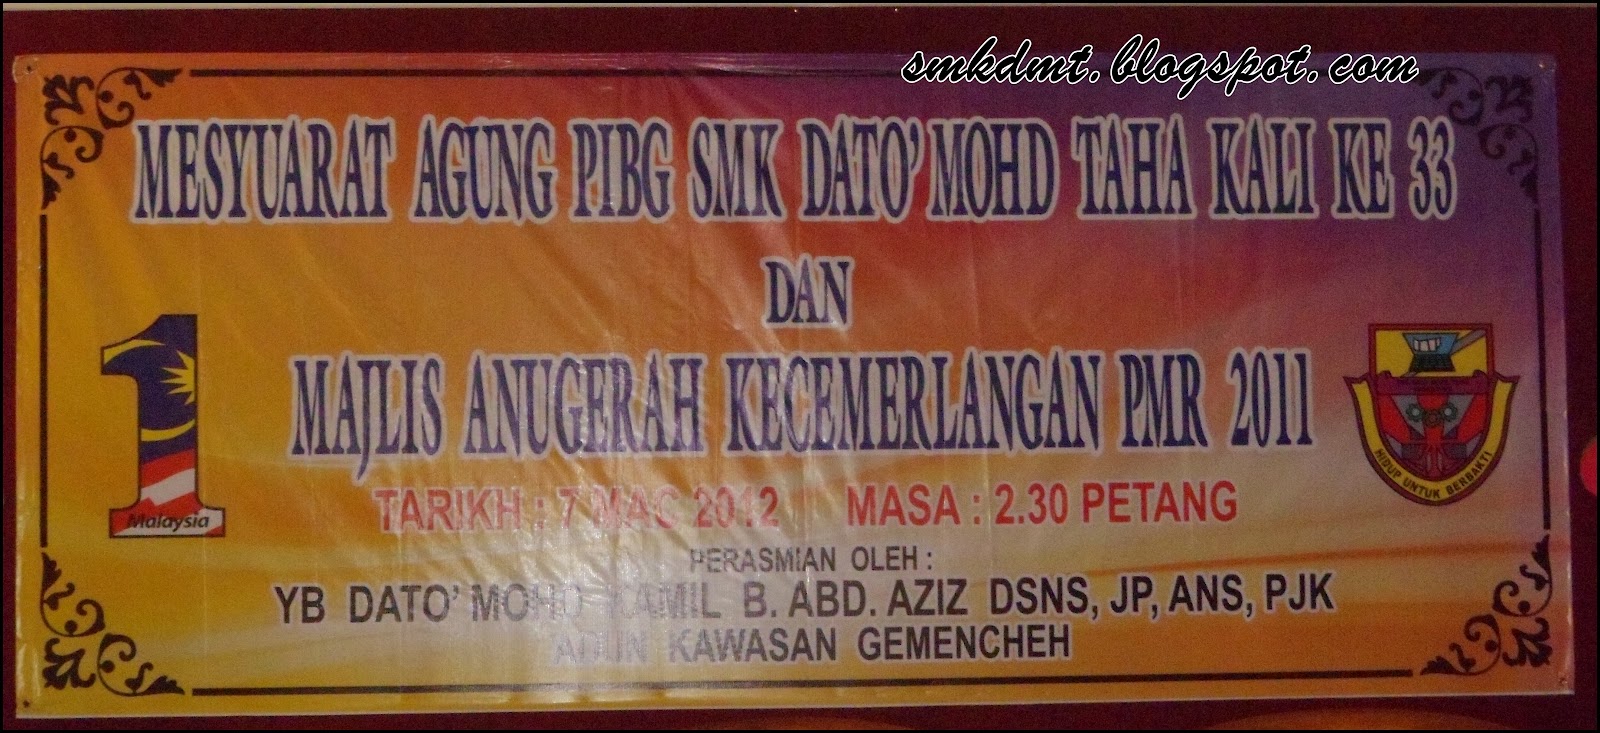 smkdmt.blogspot.com
MESYUARAT AGUNG PIBG SMK DATO' MOHD TAHA KALI KE 33
DAN
MAJLIS ANUGERAH KECEMERLANGAN PMR 2011
TARIKH : 7 MAC 2012 MASA : 2.30 PETANG
PERASMIAN OLEH :
YB DATO' MOHD KAMIL B. ABD. AZIZ DSNS, JP, ANS, PJK
ADUN KAWASAN GEMENCHEH
Malaysia
HIDUP UNTUK BERBAKTI